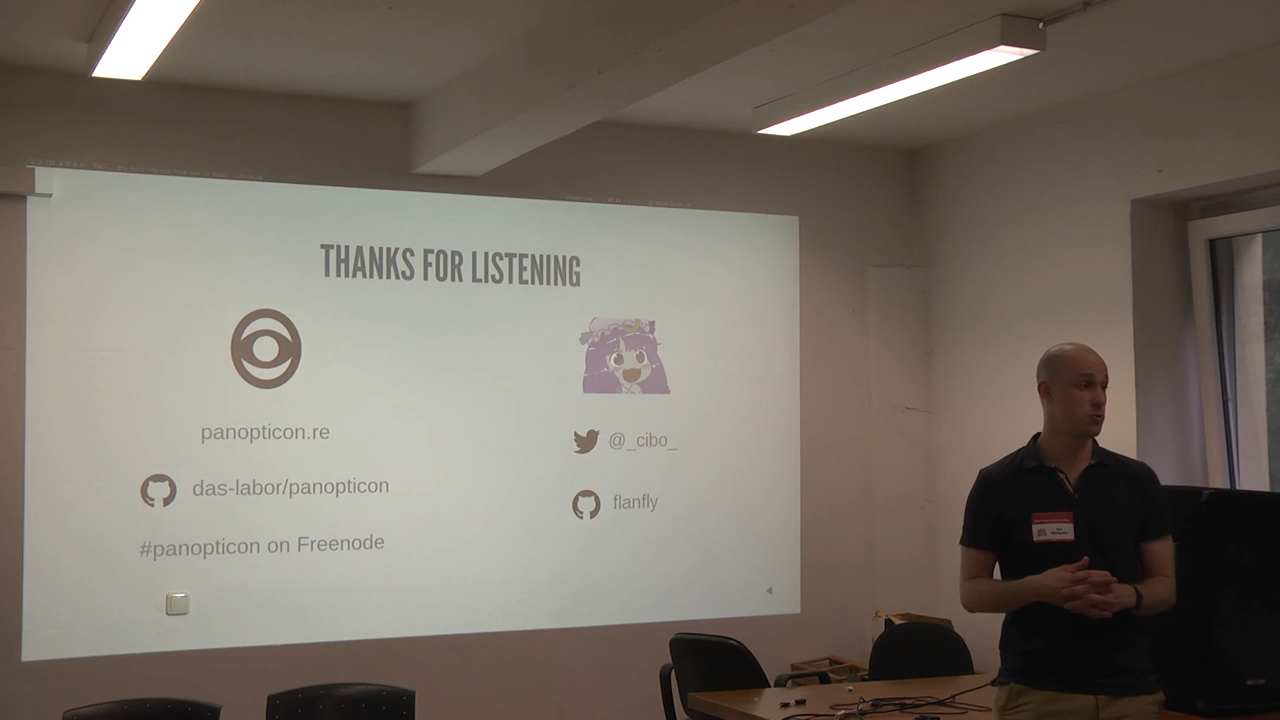 THANKS FOR LISTENING
panopticon.re
das-labor/panopticon
#panopticon on Freenode
@_cibo_
flanfly